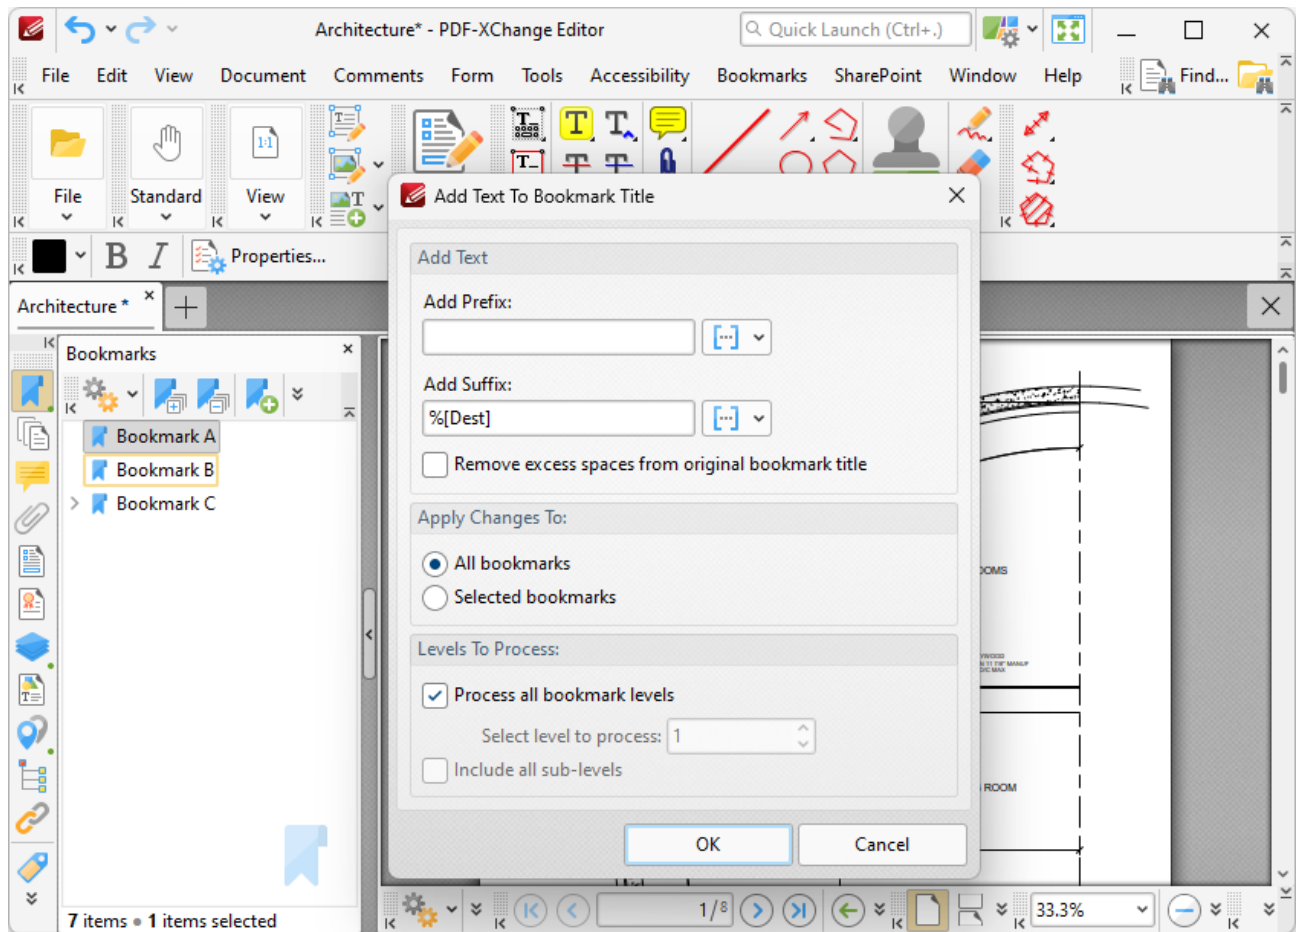 Architecture* - PDF-XChange Editor
Quick Launch (Ctrl+.)
File Edit View Document Comments Form Tools Accessibility Bookmarks SharePoint Window Help Find...
1:1
File Standard View
B I Properties...
Architecture *
Bookmarks
Bookmark A
Bookmark B
Bookmark C
7 items • 1 items selected
Add Text To Bookmark Title
Add Text
Add Prefix:
Add Suffix:
%[Dest]
Remove excess spaces from original bookmark title
Apply Changes To:
All bookmarks
Selected bookmarks
Levels To Process:
Process all bookmark levels
Select level to process: 1
Include all sub-levels
OK Cancel
ROOM
1/8
33.3%